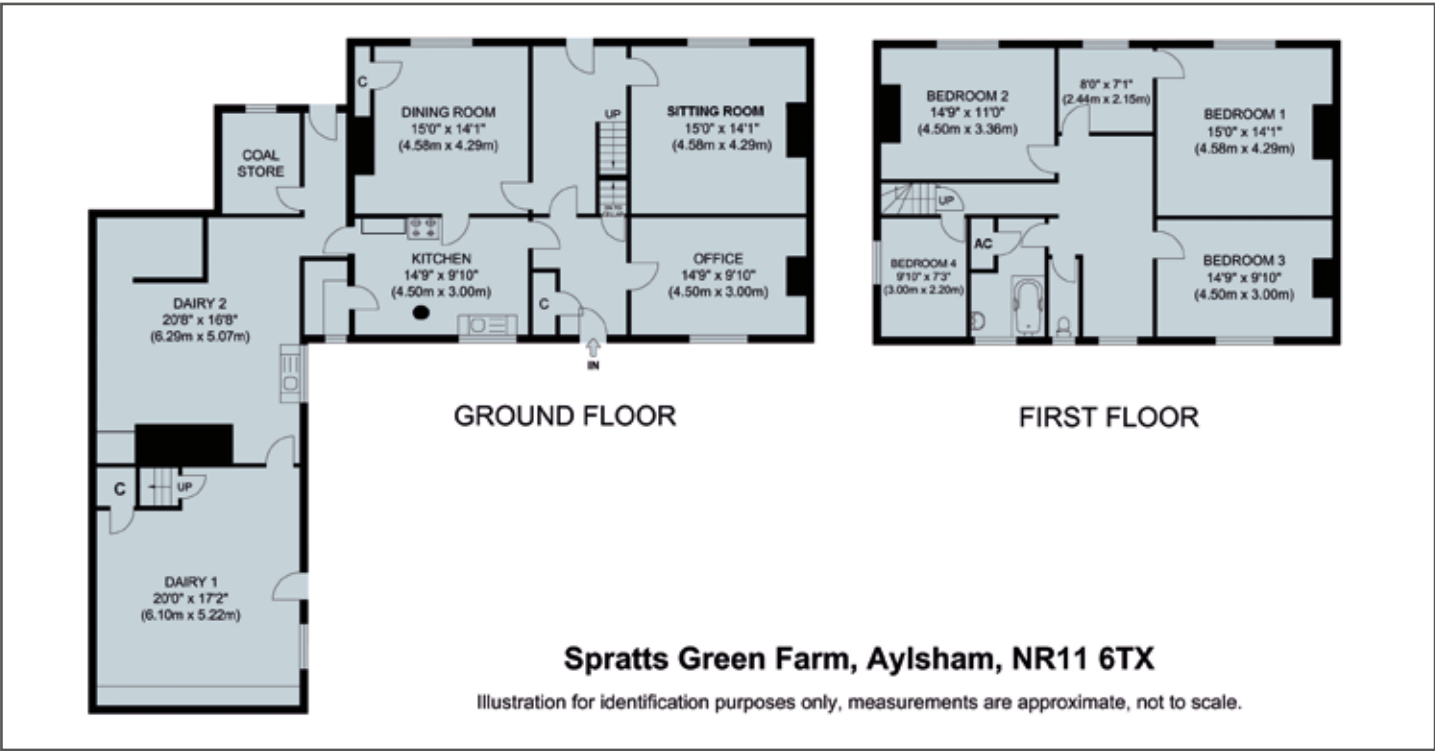 C
DINING ROOM
15'0" x 14'1"
(4.58m x 4.29m)
UP
SITTING ROOM
15'0" x 14'1"
(4.58m x 4.29m)
COAL
STORE
KITCHEN
14'9" x 9'10"
(4.50m x 3.00m)
C
OFFICE
14'9" x 9'10"
(4.50m x 3.00m)
IN
DAIRY 2
20'8" x 16'8"
(6.29m x 5.07m)
C
UP
DAIRY 1
20'0" x 17'2"
(6.10m x 5.22m)
GROUND FLOOR
BEDROOM 2
14'9" x 11'0"
(4.50m x 3.36m)
8'0" x 7'1"
(2.44m x 2.15m)
BEDROOM 1
15'0" x 14'1"
(4.58m x 4.29m)
UP
AC
BEDROOM 4
9'10" x 7'3"
(3.00m x 2.20m)
BEDROOM 3
14'9" x 9'10"
(4.50m x 3.00m)
FIRST FLOOR
Spratts Green Farm, Aylsham, NR11 6TX
Illustration for identification purposes only, measurements are approximate, not to scale.